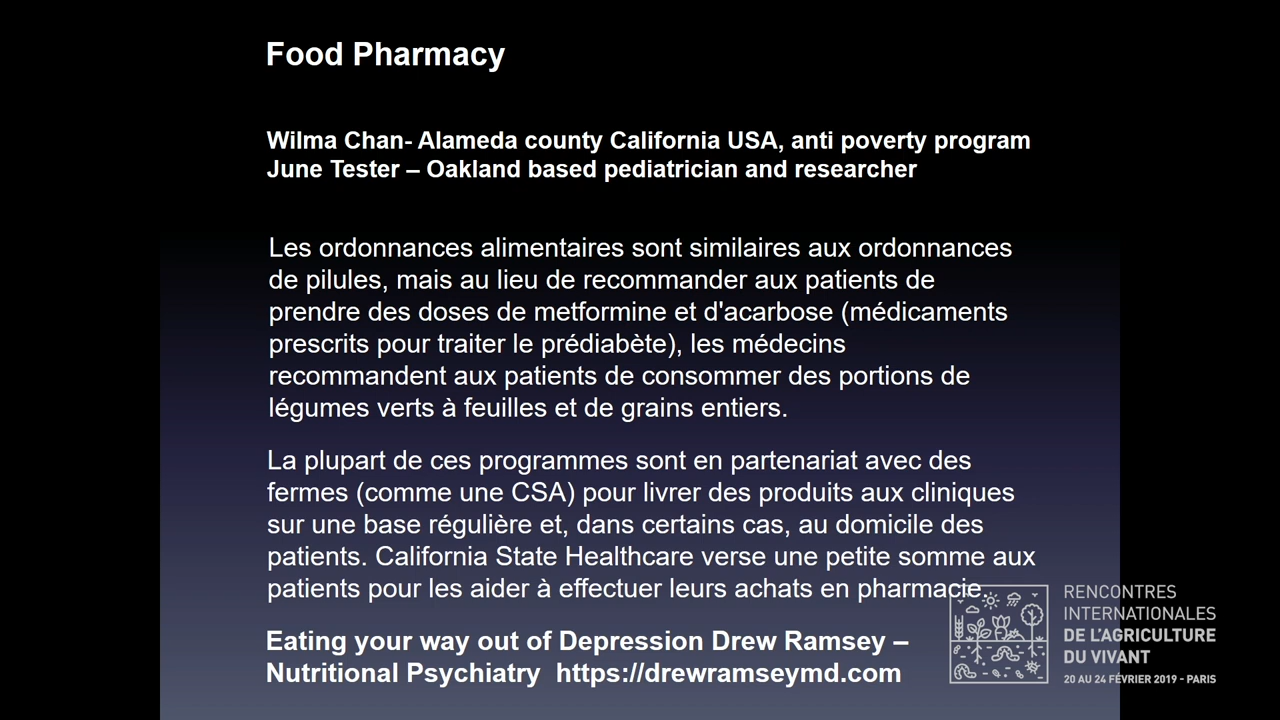 Food Pharmacy
Wilma Chan- Alameda county California USA, anti poverty program
June Tester – Oakland based pediatrician and researcher
Les ordonnances alimentaires sont similaires aux ordonnances
de pilules, mais au lieu de recommander aux patients de
prendre des doses de metformine et d'acarbose (médicaments
prescrits pour traiter le prédiabète), les médecins
recommandent aux patients de consommer des portions de
légumes verts à feuilles et de grains entiers.
La plupart de ces programmes sont en partenariat avec des
fermes (comme une CSA) pour livrer des produits aux cliniques
sur une base régulière et, dans certains cas, au domicile des
patients. California State Healthcare verse une petite somme aux
patients pour les aider à effectuer leurs achats en pharmacie.
Eating your way out of Depression Drew Ramsey –
Nutritional Psychiatry  https://drewramseymd.com
RENCONTRES
INTERNATIONALES
DE L'AGRICULTURE
DU VIVANT
20 AU 24 FÉVRIER 2019 - PARIS